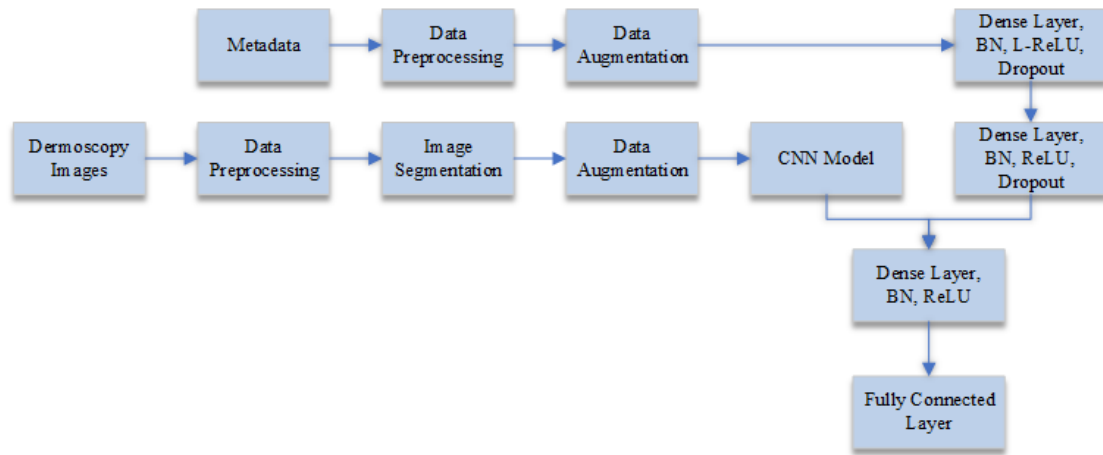 Metadata
Data
Preprocessing
Data
Augmentation
Dense Layer,
BN, L-ReLU,
Dropout
Dermoscopy
Images
Data
Preprocessing
Image
Segmentation
Data
Augmentation
CNN Model
Dense Layer,
BN, ReLU,
Dropout
Dense Layer,
BN, ReLU
Fully Connected
Layer